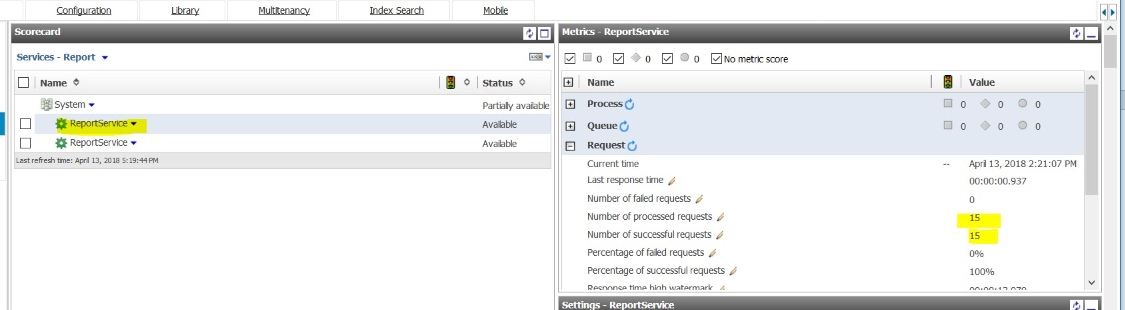 Configuration Library Multitenancy Index Search Mobile
Scorecard
Services - Report
Name Status
System Partially available
ReportService Available
ReportService Available
Last refresh time: April 13, 2018 5:19:44 PM
Metrics - ReportService
0 0 0 No metric score
Name Value
Process 0 0 0
Queue 0 0 0
Request
Current time -- April 13, 2018 2:21:07 PM
Last response time 00:00:00.937
Number of failed requests 0
Number of processed requests 15
Number of successful requests 15
Percentage of failed requests 0%
Percentage of successful requests 100%
Response time high watermark
Settings - ReportService